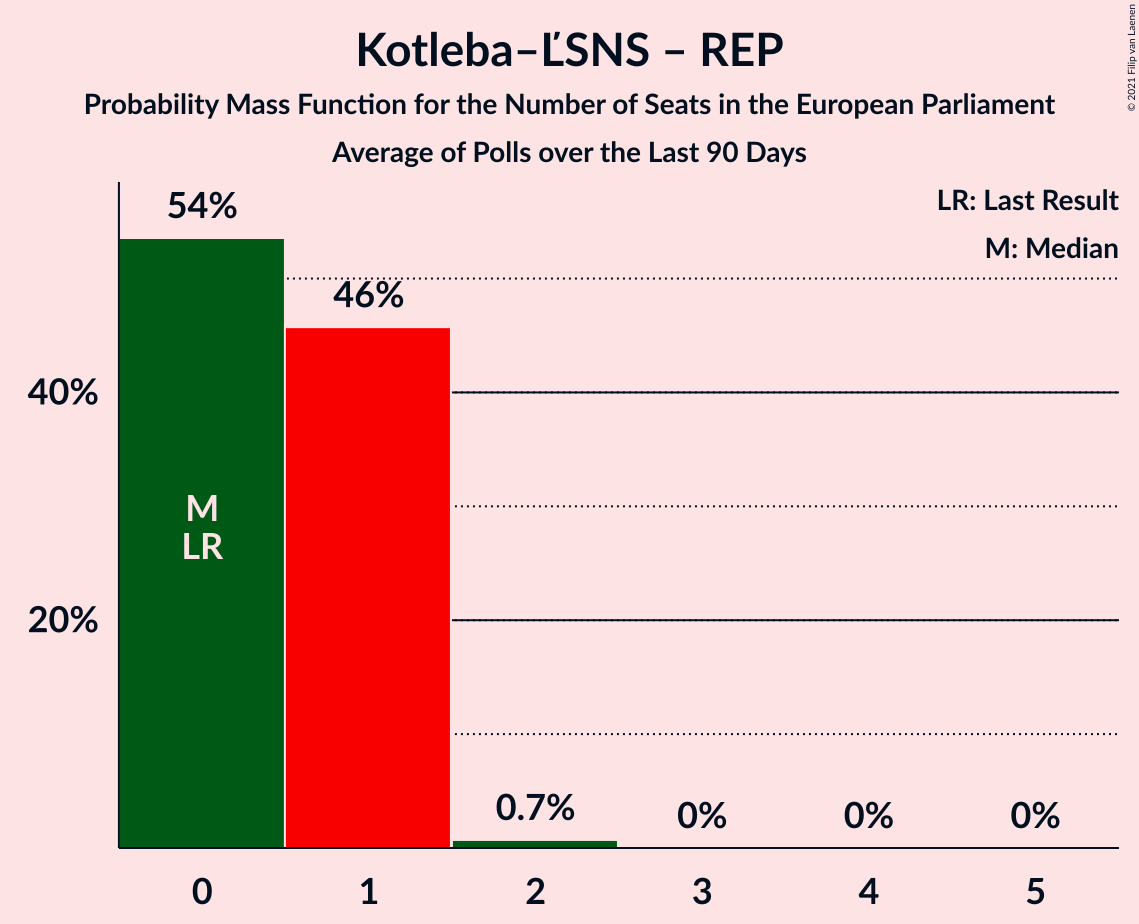 Kotleba–ĽSNS – REP
Probability Mass Function for the Number of Seats in the European Parliament
Average of Polls over the Last 90 Days
© 2021 Filip van Laenen
LR: Last Result
M: Median
54%
46%
40%
M
LR
20%
0.7%
0%
0%
0%
0
1
2
3
4
5